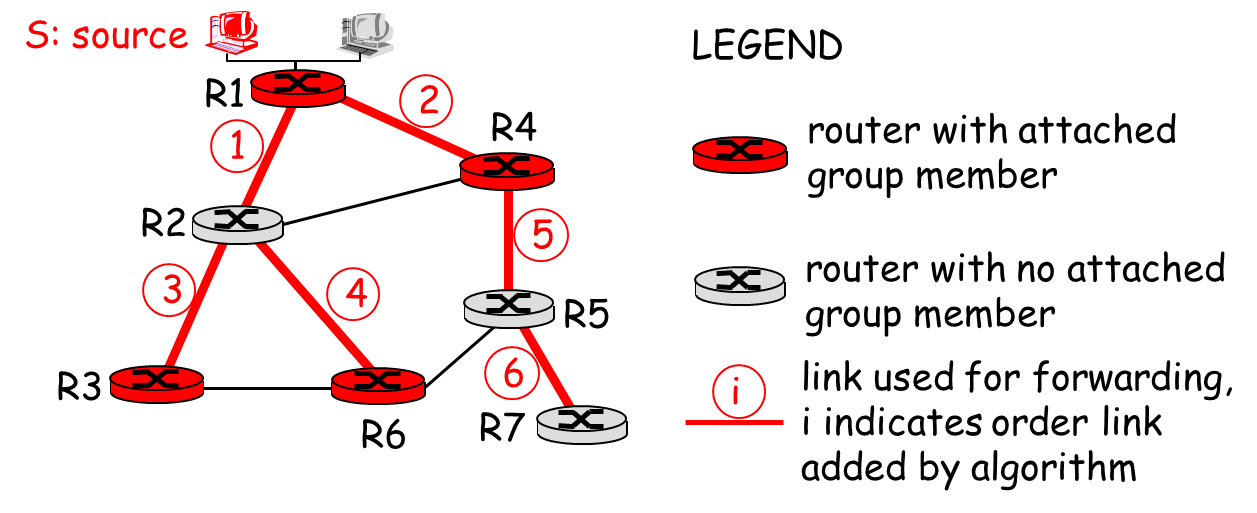 S: source
LEGEND
R1
2
R4
1
router with attached
group member
R2
5
3
4
R5
router with no attached
group member
R3
6
R6
R7
i
link used for forwarding,
i indicates order link
added by algorithm